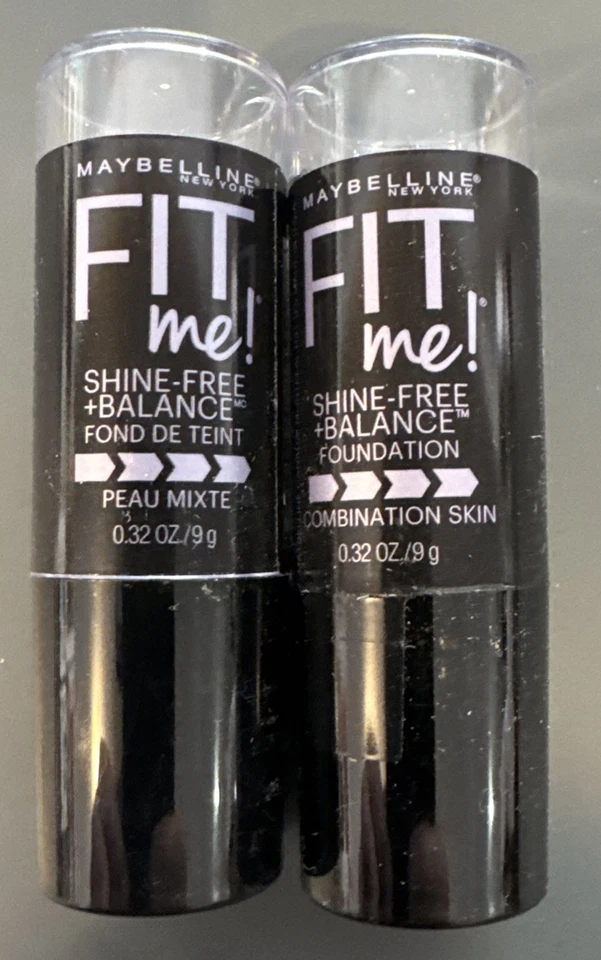 MAYBELLINE®
NEW YORK
FIT
me!®
SHINE-FREE
+BALANCE MC
FOND DE TEINT
PEAU MIXTE
0.32 OZ./9 g
MAYBELLINE®
NEW YORK
FIT
me!®
SHINE-FREE
+BALANCE™
FOUNDATION
COMBINATION SKIN
0.32 OZ./9 g